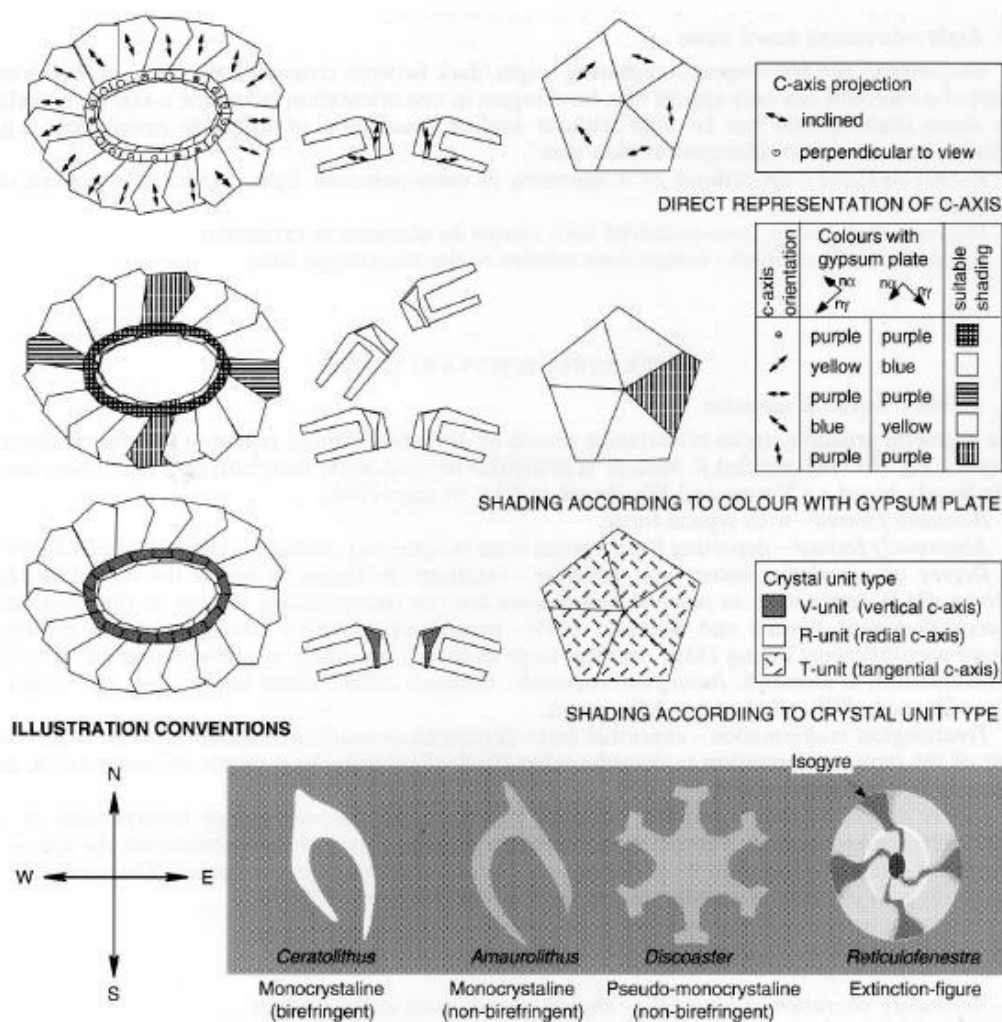 C-axis projection
inclined
perpendicular to view
DIRECT REPRESENTATION OF C-AXIS
c-axis orientation
Colours with gypsum plate
suitable shading
nα
nγ
nα
nγ
purple purple
yellow blue
purple purple
blue yellow
purple purple
SHADING ACCORDING TO COLOUR WITH GYPSUM PLATE
Crystal unit type
V-unit (vertical c-axis)
R-unit (radial c-axis)
T-unit (tangential c-axis)
ILLUSTRATION CONVENTIONS
SHADING ACCORDIING TO CRYSTAL UNIT TYPE
N
W
E
S
Isogyre
Ceratolithus
Amaurolithus
Discoaster
Reticulofenestra
Monocrystaline
(birefringent)
Monocrystaline
(non-birefringent)
Pseudo-monocrystaline
(non-birefringent)
Extinction-figure